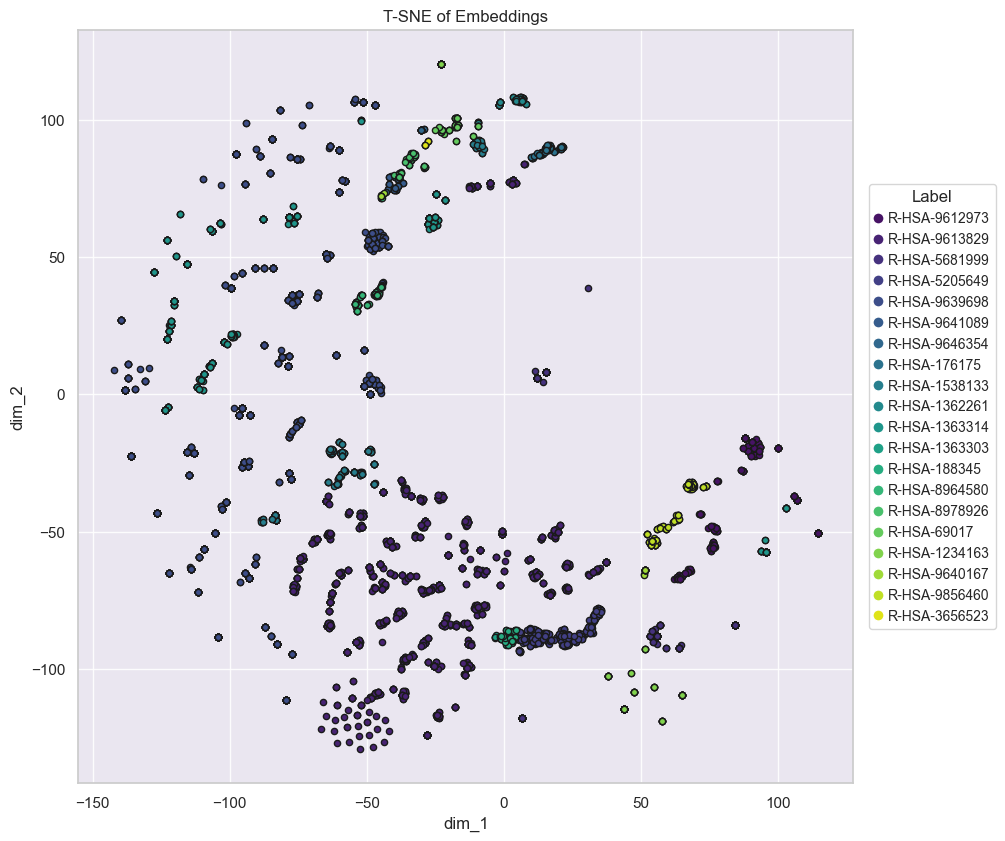 T-SNE of Embeddings
100
50
0
−50
−100
−150
−100
−50
0
50
100
dim_2
dim_1
Label
R-HSA-9612973
R-HSA-9613829
R-HSA-5681999
R-HSA-5205649
R-HSA-9639698
R-HSA-9641089
R-HSA-9646354
R-HSA-176175
R-HSA-1538133
R-HSA-1362261
R-HSA-1363314
R-HSA-1363303
R-HSA-188345
R-HSA-8964580
R-HSA-8978926
R-HSA-69017
R-HSA-1234163
R-HSA-9640167
R-HSA-9856460
R-HSA-3656523